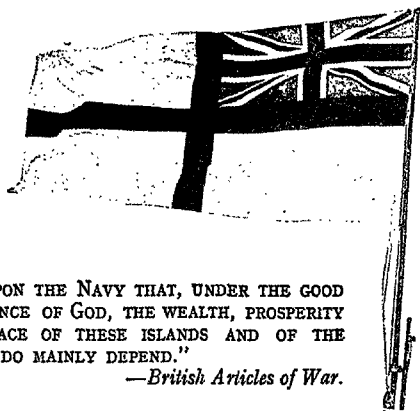 PON THE NAVY THAT, UNDER THE GOOD
NCE OF GOD, THE WEALTH, PROSPERITY
ACE OF THESE ISLANDS AND OF THE
DO MAINLY DEPEND."
—British Articles of War.